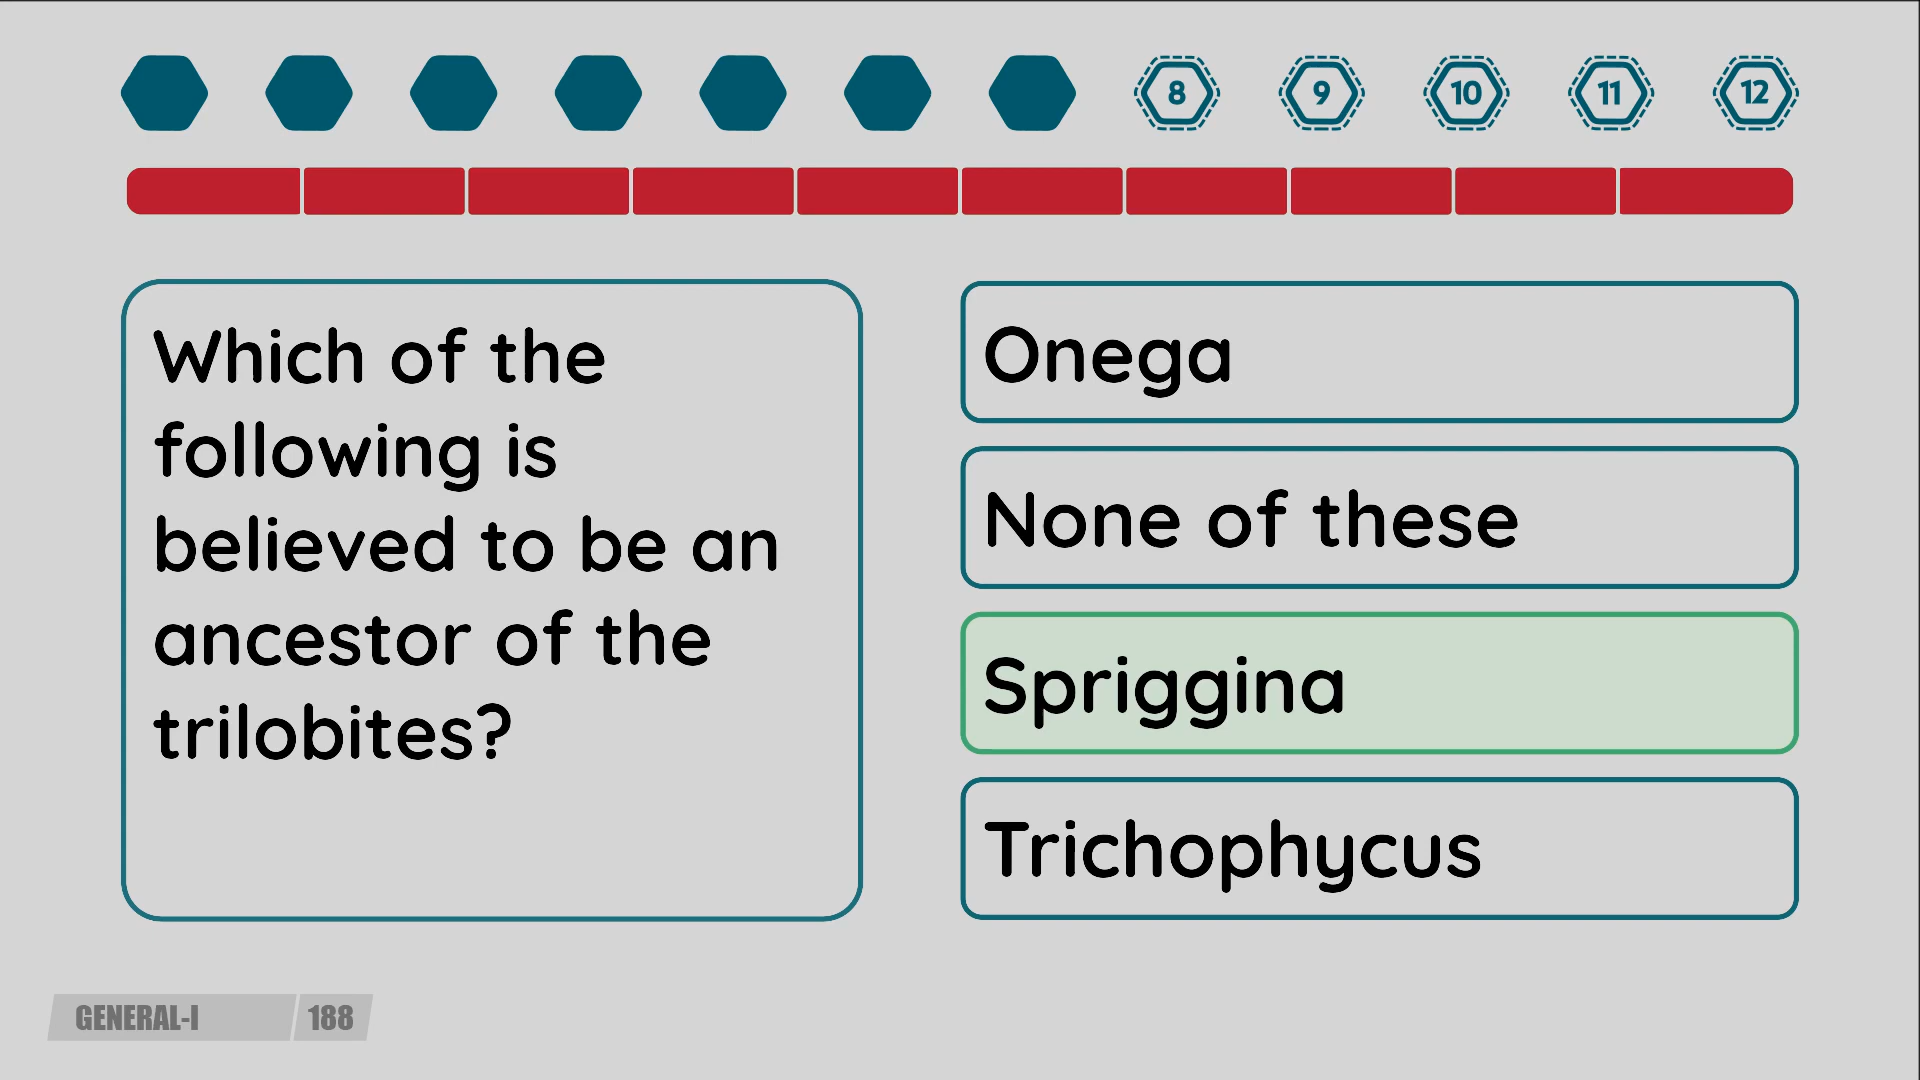 8 9 10 11 12
Which of the
following is
believed to be an
ancestor of the
trilobites?
Onega
None of these
Spriggina
Trichophycus
GENERAL-I 188